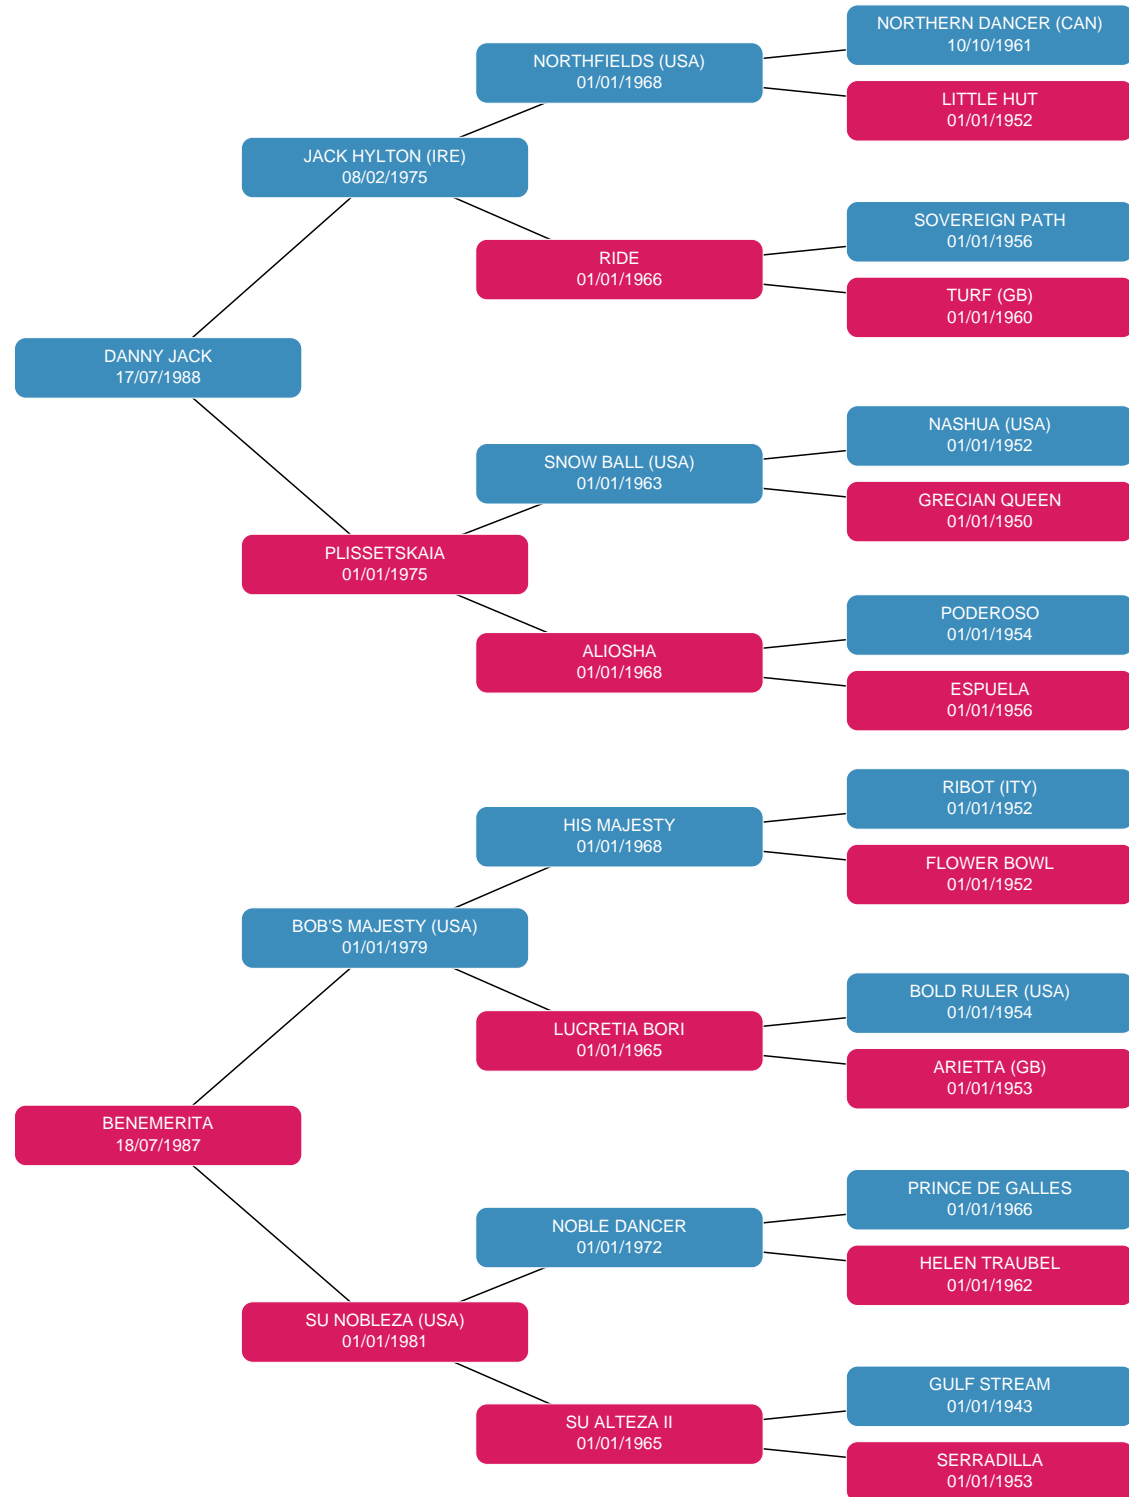 NORTHERN DANCER (CAN)
10/10/1961
NORTHFIELDS (USA)
01/01/1968
LITTLE HUT
01/01/1952
JACK HYLTON (IRE)
08/02/1975
SOVEREIGN PATH
01/01/1956
RIDE
01/01/1966
TURF (GB)
01/01/1960
DANNY JACK
17/07/1988
NASHUA (USA)
01/01/1952
SNOW BALL (USA)
01/01/1963
GRECIAN QUEEN
01/01/1950
PLISSETSKAIA
01/01/1975
PODEROSO
01/01/1954
ALIOSHA
01/01/1968
ESPUELA
01/01/1956
RIBOT (ITY)
01/01/1952
HIS MAJESTY
01/01/1968
FLOWER BOWL
01/01/1952
BOB'S MAJESTY (USA)
01/01/1979
BOLD RULER (USA)
01/01/1954
LUCRETIA BORI
01/01/1965
ARIETTA (GB)
01/01/1953
BENEMERITA
18/07/1987
PRINCE DE GALLES
01/01/1966
NOBLE DANCER
01/01/1972
HELEN TRAUBEL
01/01/1962
SU NOBLEZA (USA)
01/01/1981
GULF STREAM
01/01/1943
SU ALTEZA II
01/01/1965
SERRADILLA
01/01/1953